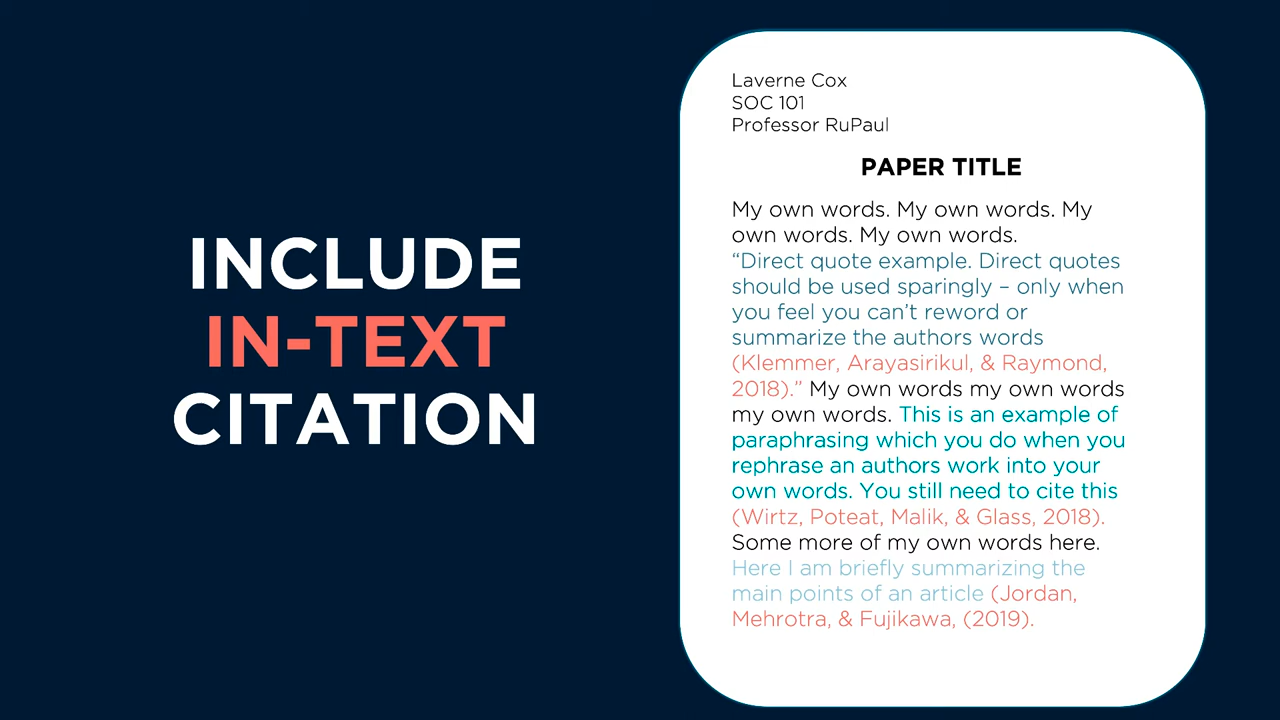 INCLUDE
IN-TEXT
CITATION
Laverne Cox
SOC 101
Professor RuPaul
PAPER TITLE
My own words. My own words. My
own words. My own words.
“Direct quote example. Direct quotes
should be used sparingly – only when
you feel you can’t reword or
summarize the authors words
(Klemmer, Arayasirikul, & Raymond,
2018).” My own words my own words
my own words. This is an example of
paraphrasing which you do when you
rephrase an authors work into your
own words. You still need to cite this
(Wirtz, Poteat, Malik, & Glass, 2018).
Some more of my own words here.
Here I am briefly summarizing the
main points of an article (Jordan,
Mehrotra, & Fujikawa, (2019).